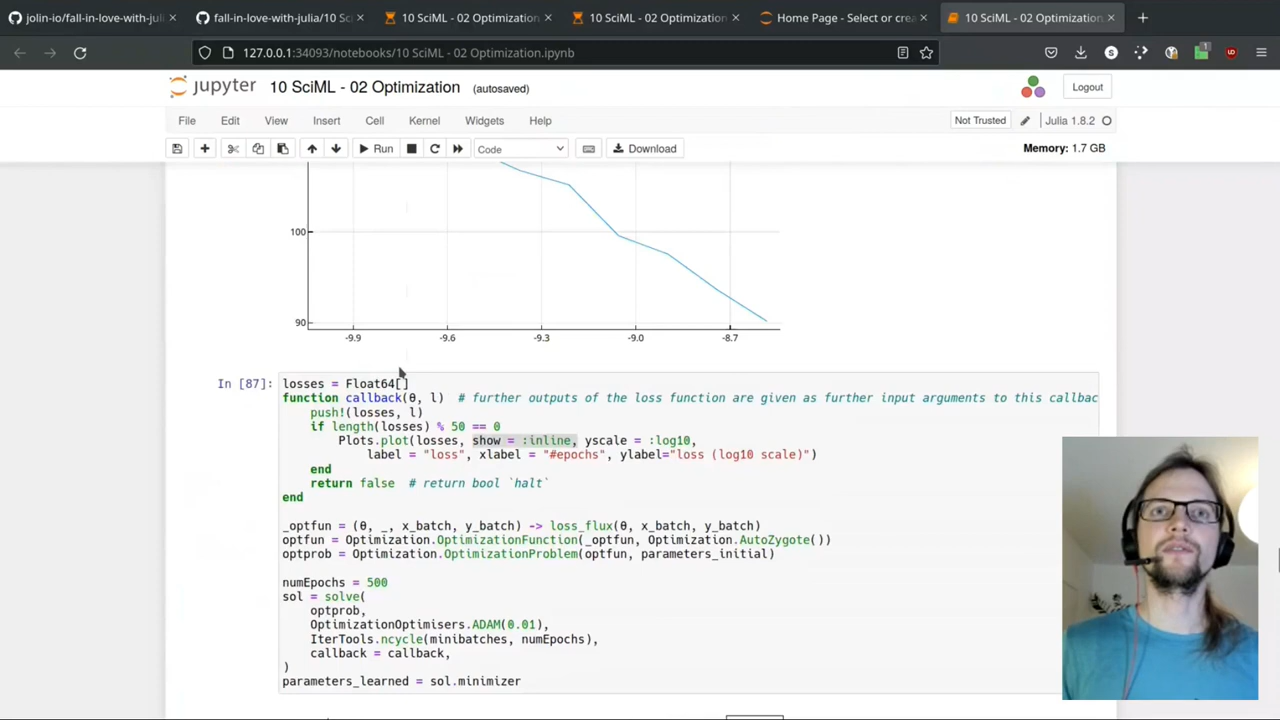 jolin-io/fall-in-love-with-juli
fall-in-love-with-julia/10 Sci
10 SciML - 02 Optimization
10 SciML - 02 Optimization
Home Page - Select or crea
10 SciML - 02 Optimization.
127.0.0.1:34093/notebooks/10 SciML - 02 Optimization.ipynb
jupyter 10 SciML - 02 Optimization (autosaved)
Logout
File Edit View Insert Cell Kernel Widgets Help
Not Trusted Julia 1.8.2
Run Code Download Memory: 1.7 GB
100
90
-9.9 -9.6 -9.3 -9.0 -8.7
In [87]: losses = Float64[]
function callback(θ, l)  # further outputs of the loss function are given as further input arguments to this callbac
push!(losses, l)
if length(losses) % 50 == 0
Plots.plot(losses, show = :inline, yscale = :log10,
label = "loss", xlabel = "#epochs", ylabel="loss (log10 scale)")
end
return false  # return bool `halt`
end
_optfun = (θ, _, x_batch, y_batch) -> loss_flux(θ, x_batch, y_batch)
optfun = Optimization.OptimizationFunction(_optfun, Optimization.AutoZygote())
optprob = Optimization.OptimizationProblem(optfun, parameters_initial)
numEpochs = 500
sol = solve(
optprob,
OptimizationOptimisers.ADAM(0.01),
IterTools.ncycle(minibatches, numEpochs),
callback = callback,
)
parameters_learned = sol.minimizer